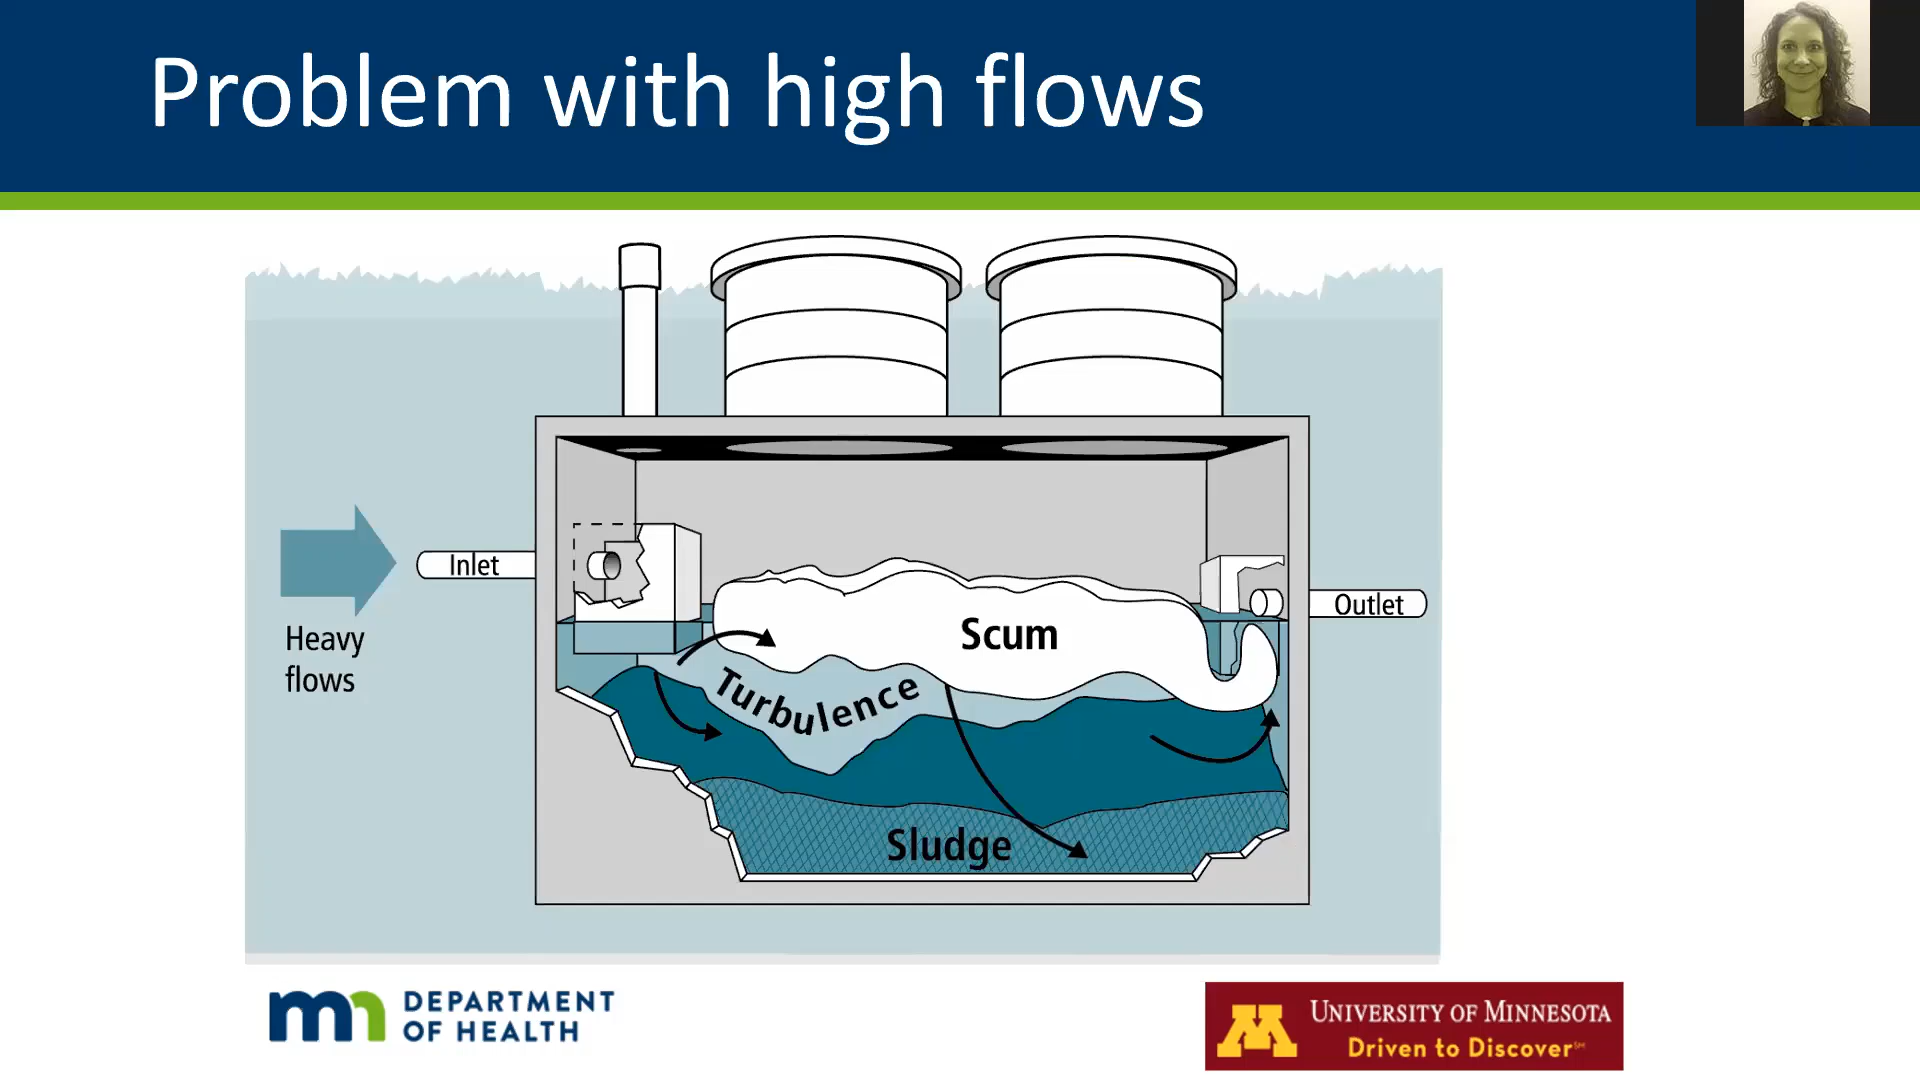 Problem with high flows
Inlet
Heavy
flows
Scum
Outlet
Turbulence
Sludge
DEPARTMENT
OF HEALTH
UNIVERSITY OF MINNESOTA
Driven to Discover℠